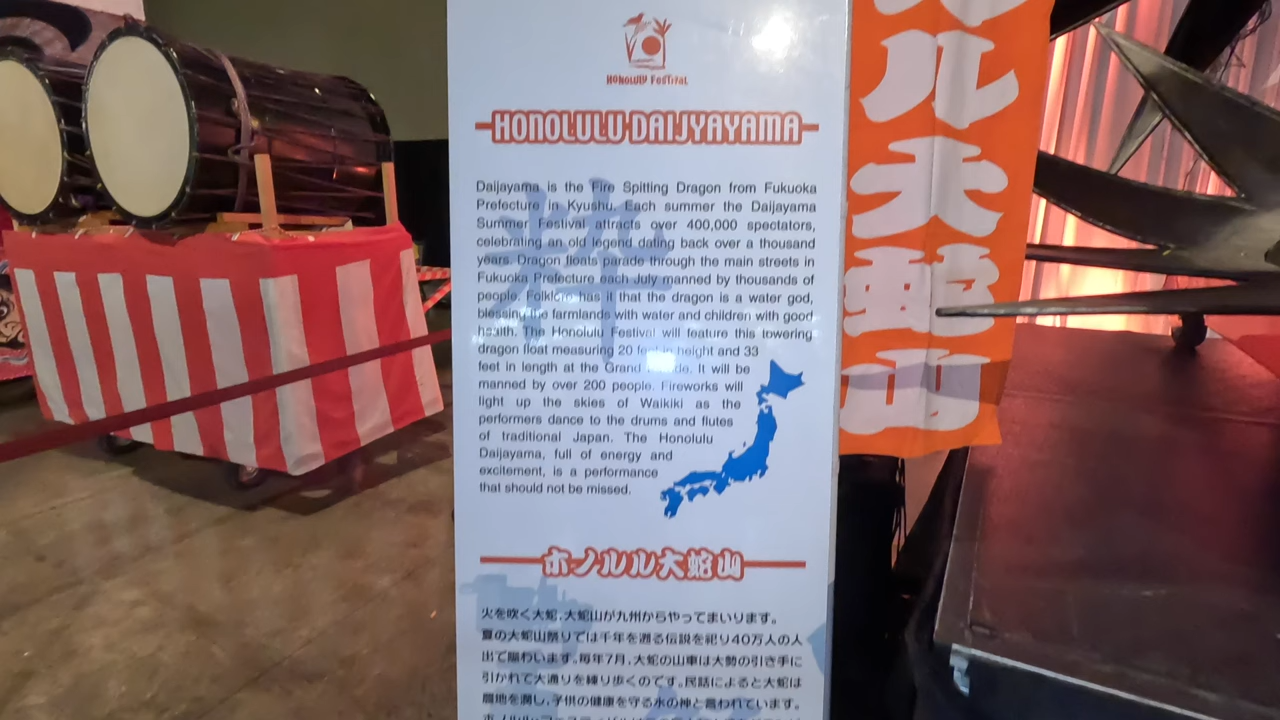 HONOLULU FESTIVAL
HONOLULU DAIJYAYAMA
Daijayama is the Fire Spitting Dragon from Fukuoka
Prefecture in Kyushu. Each summer the Daijayama
Summer Festival attracts over 400,000 spectators,
celebrating an old legend dating back over a thousand
years. Dragon floats parade through the main streets in
Fukuoka Prefecture each July manned by thousands of
people. Folklore has it that the dragon is a water god,
blessing the farmlands with water and children with good
health. The Honolulu Festival will feature this towering
dragon float measuring 20 feet in height and 33
feet in length at the Grand It will be
manned by over 200 people. Fireworks will
light up the skies of Waikiki as the
performers dance to the drums and flutes
of traditional Japan. The Honolulu
Daijayama, full of energy and
excitement, is a performance
that should not be missed.
ホノルル大蛇山
火を吹く大蛇、大蛇山が九州からやってまいります。
夏の大蛇山祭りでは千年を遡る伝説を祀り40万人の人
出で賑わいます。毎年7月、大蛇の山車は大勢の引き手に
引かれて大通りを練り歩くのです。民話によると大蛇は
農地を潤し、子供の健康を守る水の神と言われています。
ル大蛇山